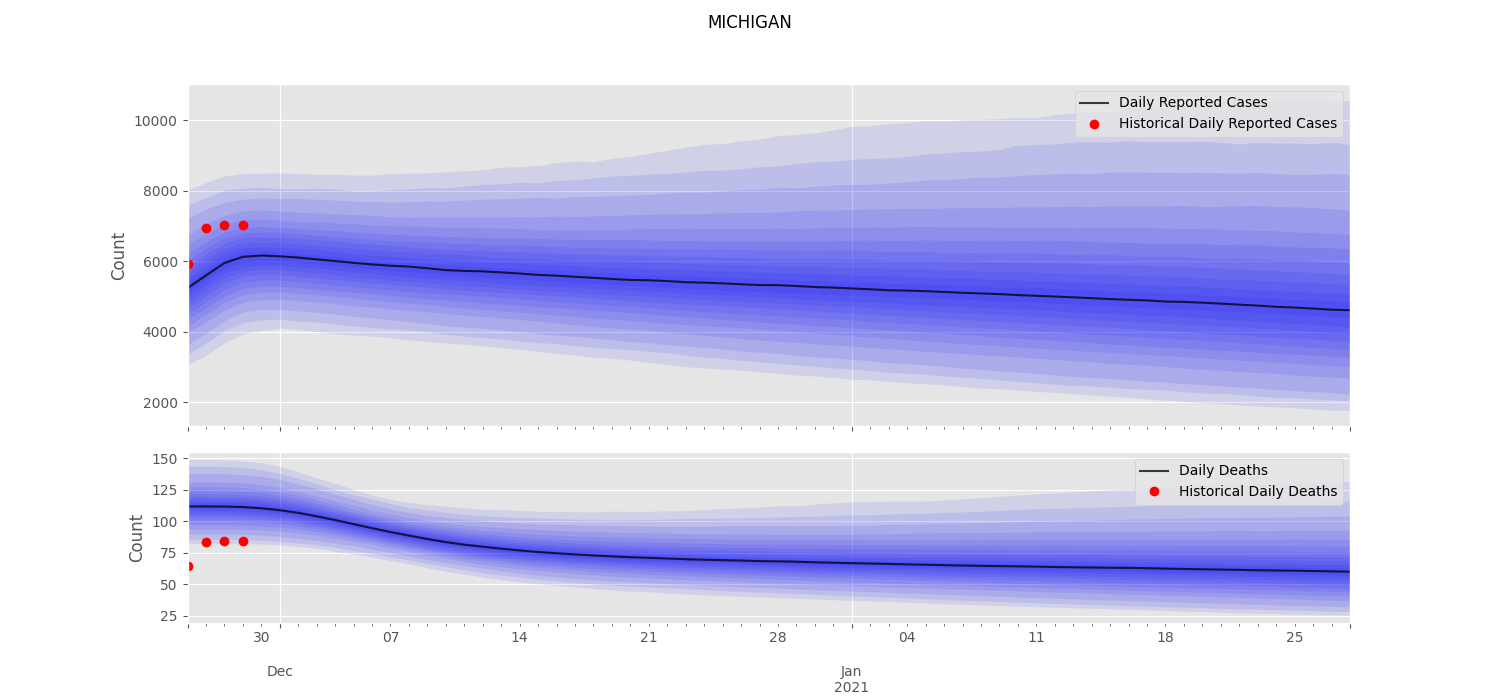 MICHIGAN
Count
10000
8000
6000
4000
2000
Daily Reported Cases
Historical Daily Reported Cases
Count
150
125
100
75
50
25
Daily Deaths
Historical Daily Deaths
30 07 14 21 28 04 11 18 25
Dec Jan
2021